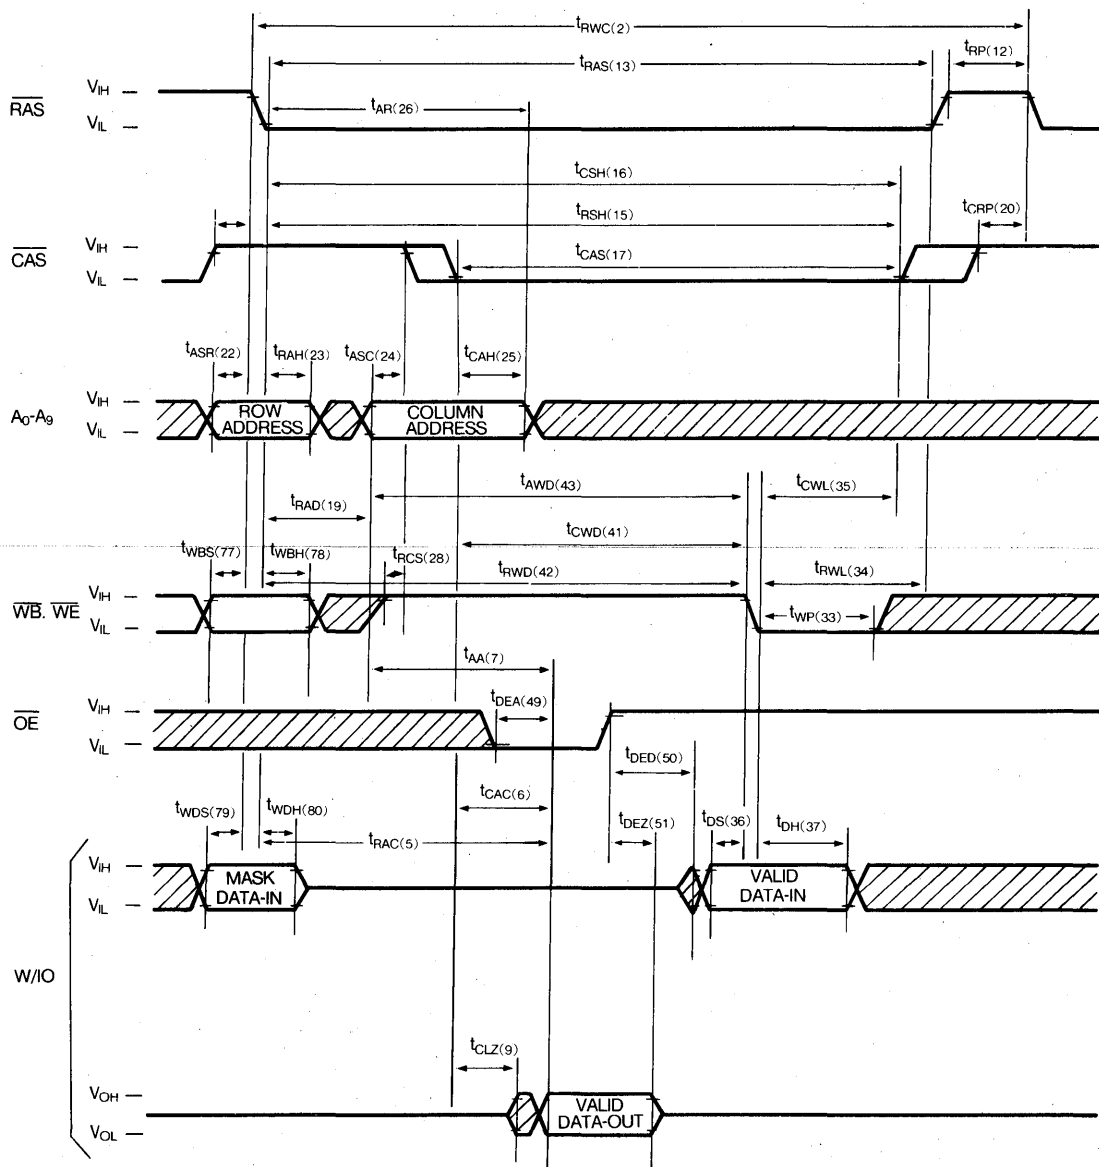 tRWC(2)
tRAS(13)
tRP(12)
RAS
VIH
VIL
tAR(26)
tCSH(16)
tRSH(15)
tCRP(20)
CAS
VIH
VIL
tCAS(17)
tASR(22)
tRAH(23)
tASC(24)
tCAH(25)
A0-A9
VIH
VIL
ROW
ADDRESS
COLUMN
ADDRESS
tAWD(43)
tCWL(35)
tRAD(19)
tCWD(41)
tWBS(77)
tWBH(78)
tRCS(28)
tRWD(42)
tRWL(34)
WB. WE
VIH
VIL
tWP(33)
tAA(7)
tDEA(49)
OE
VIH
VIL
tDED(50)
tCAC(6)
tWDS(79)
tWDH(80)
tRAC(5)
tDEZ(51)
tDS(36)
tDH(37)
VIH
VIL
MASK
DATA-IN
VALID
DATA-IN
W/IO
tCLZ(9)
VOH
VOL
VALID
DATA-OUT